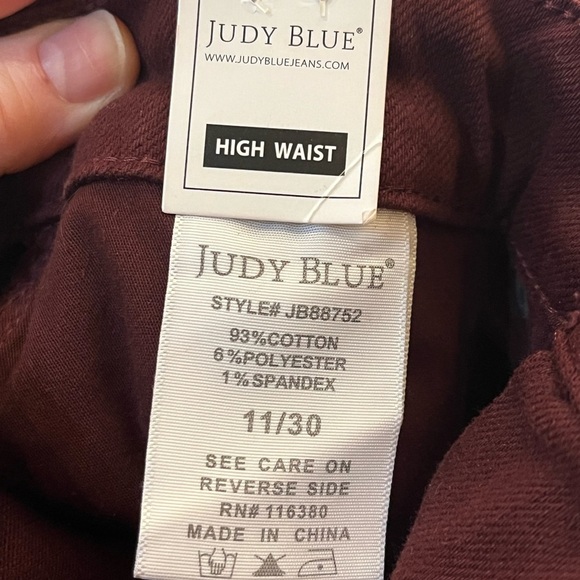 JUDY BLUE®
WWW.JUDYBLUEJEANS.COM
HIGH WAIST
JUDY BLUE®
STYLE# JB88752
93%COTTON
6%POLYESTER
1%SPANDEX
11/30
SEE CARE ON
REVERSE SIDE
RN# 116380
MADE IN CHINA